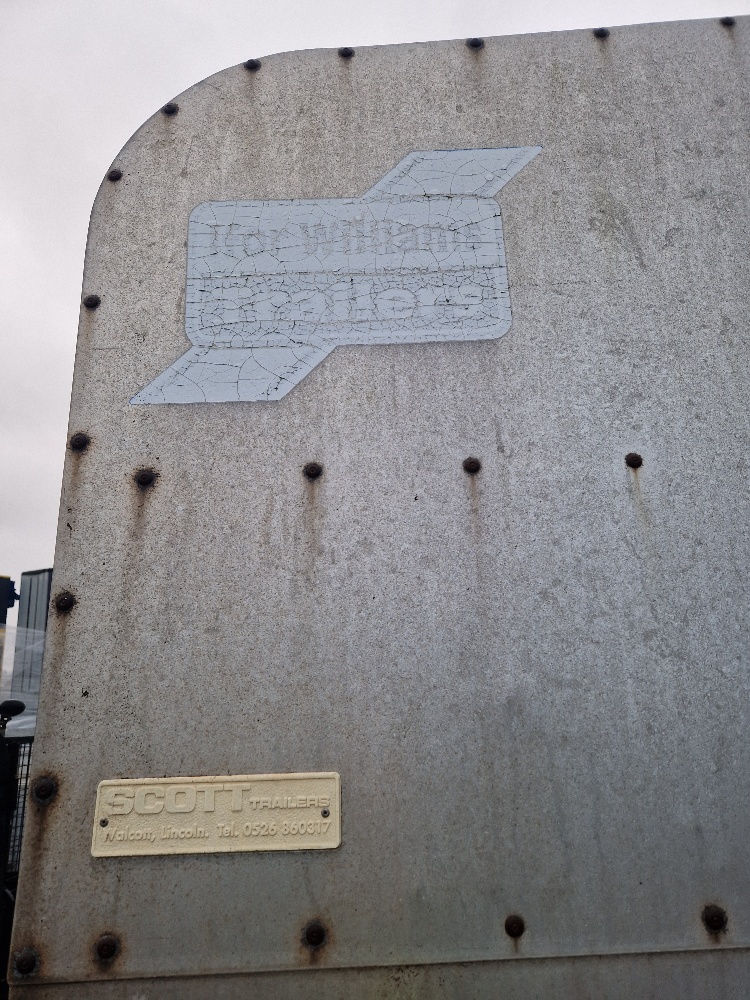 Ifor Williams
Trailers
SCOTT TRAILERS
Walcott, Lincoln. Tel. 0526 860317